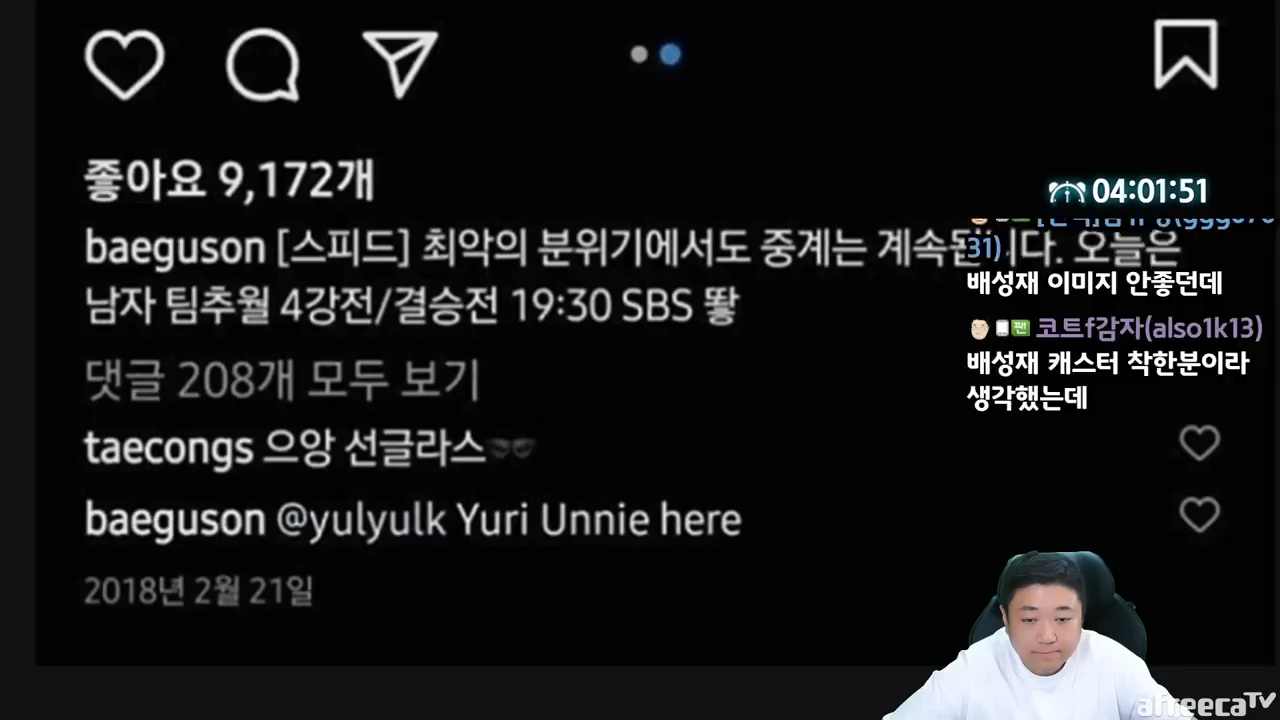 좋아요 9,172개
baeguson [스피드] 최악의 분위기에서도 중계는 계속됩니다. 오늘은
남자 팀추월 4강전/결승전 19:30 SBS 똻
댓글 208개 모두 보기
taecongs 으앙 선글라스🕶️
baeguson @yulyulk Yuri Unnie here
2018년 2월 21일
04:01:51
31)
배성재 이미지 안좋던데
팬 코트f감자(also1k13)
배성재 캐스터 착한분이라
생각했는데
afreecaTV